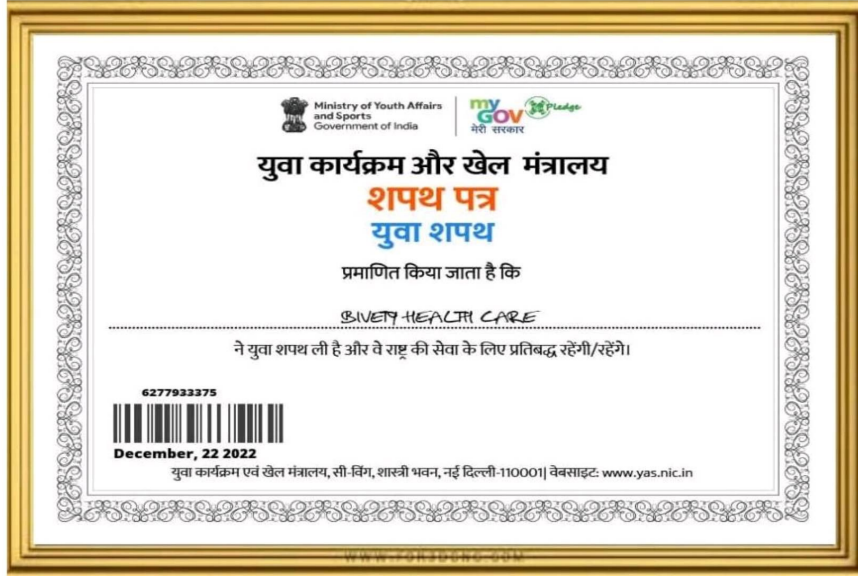 Ministry of Youth Affairs
and Sports
Government of India
my
GOV
मेरी सरकार
Pledge
युवा कार्यक्रम और खेल मंत्रालय
शपथ पत्र
युवा शपथ
प्रमाणित किया जाता है कि
BIVETY HEALTH CARE
ने युवा शपथ ली है और वे राष्ट्र की सेवा के लिए प्रतिबद्ध रहेंगी/रहेंगे।
6277933375
December, 22 2022
युवा कार्यक्रम एवं खेल मंत्रालय, सी-विंग, शास्त्री भवन, नई दिल्ली-110001| वेबसाइट: www.yas.nic.in